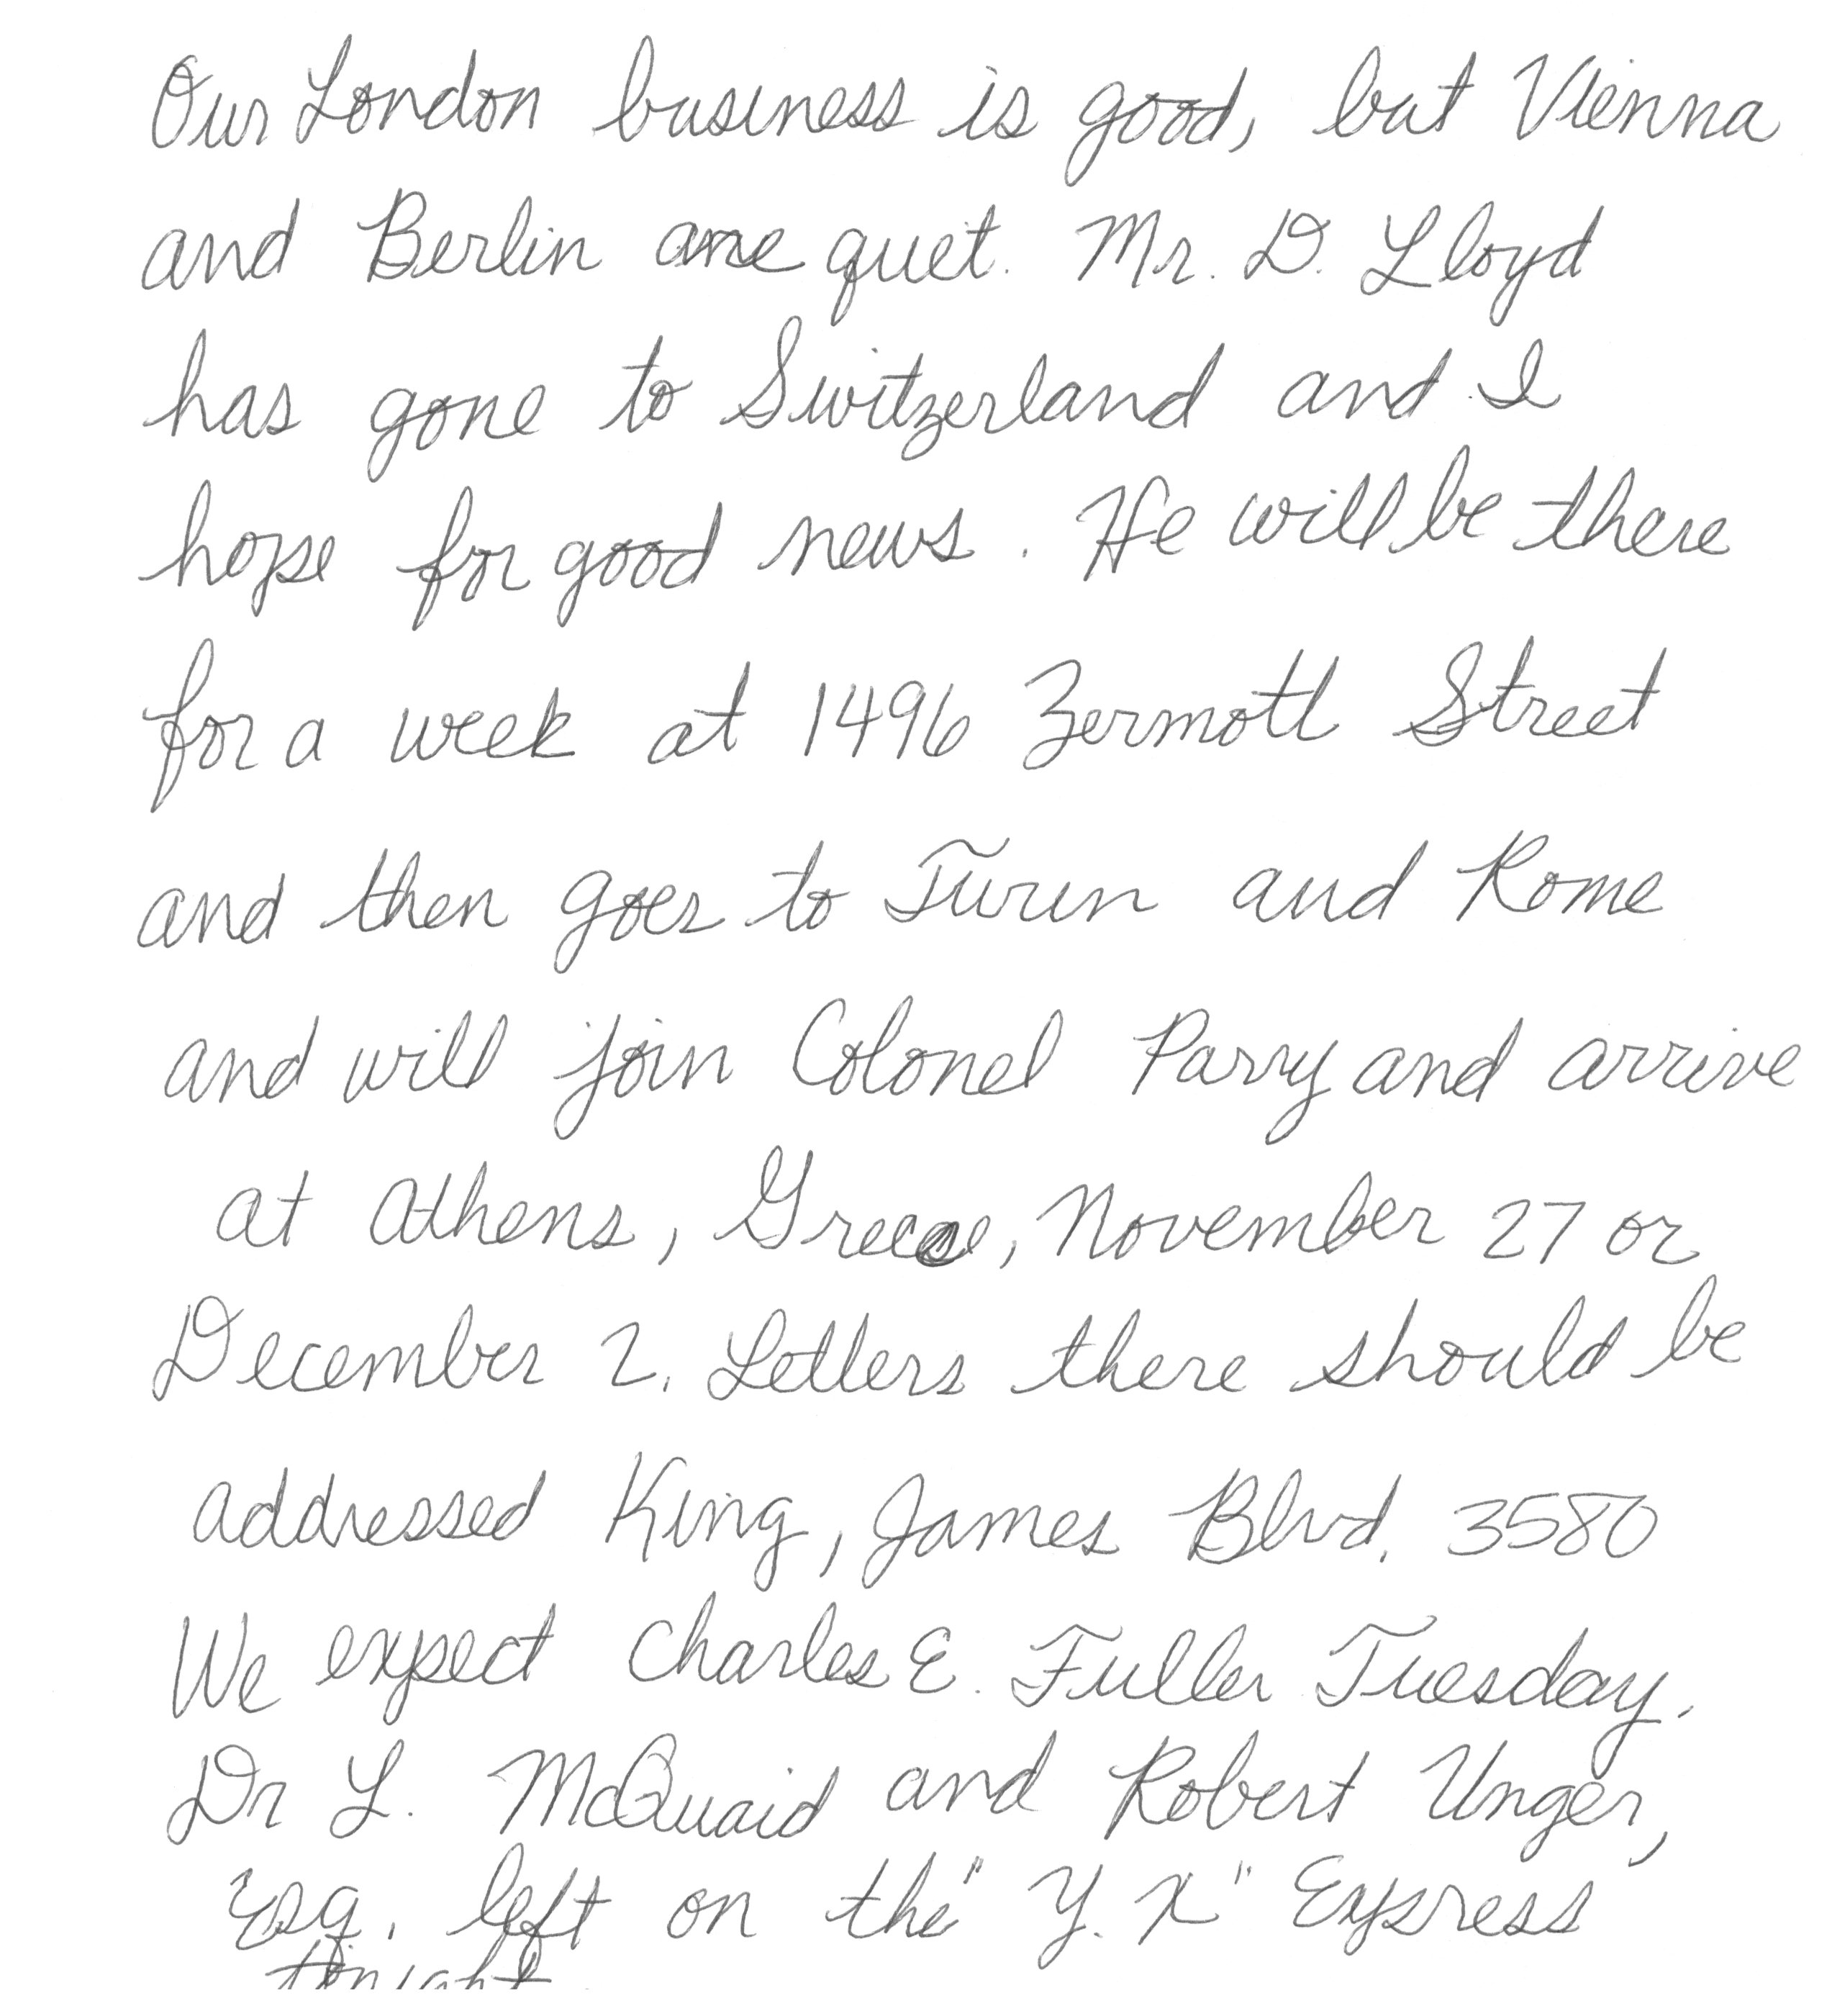 Our London business is good, but Vienna
and Berlin are quet. Mr. D. Lloyd
has gone to Switzerland and I
hope for good news. He will be there
for a week at 1496 Zermott Street
and then goes to Turin and Rome
and will join Colonel Parry and arrive
at Athens, Greece, November 27 or
December 2. Letters there should be
addressed King, James Blvd. 3580
We expect Charles E. Fuller Tuesday.
Dr L. McQuaid and Robert Unger,
Esq. left on the "Y. X" Express
tonight